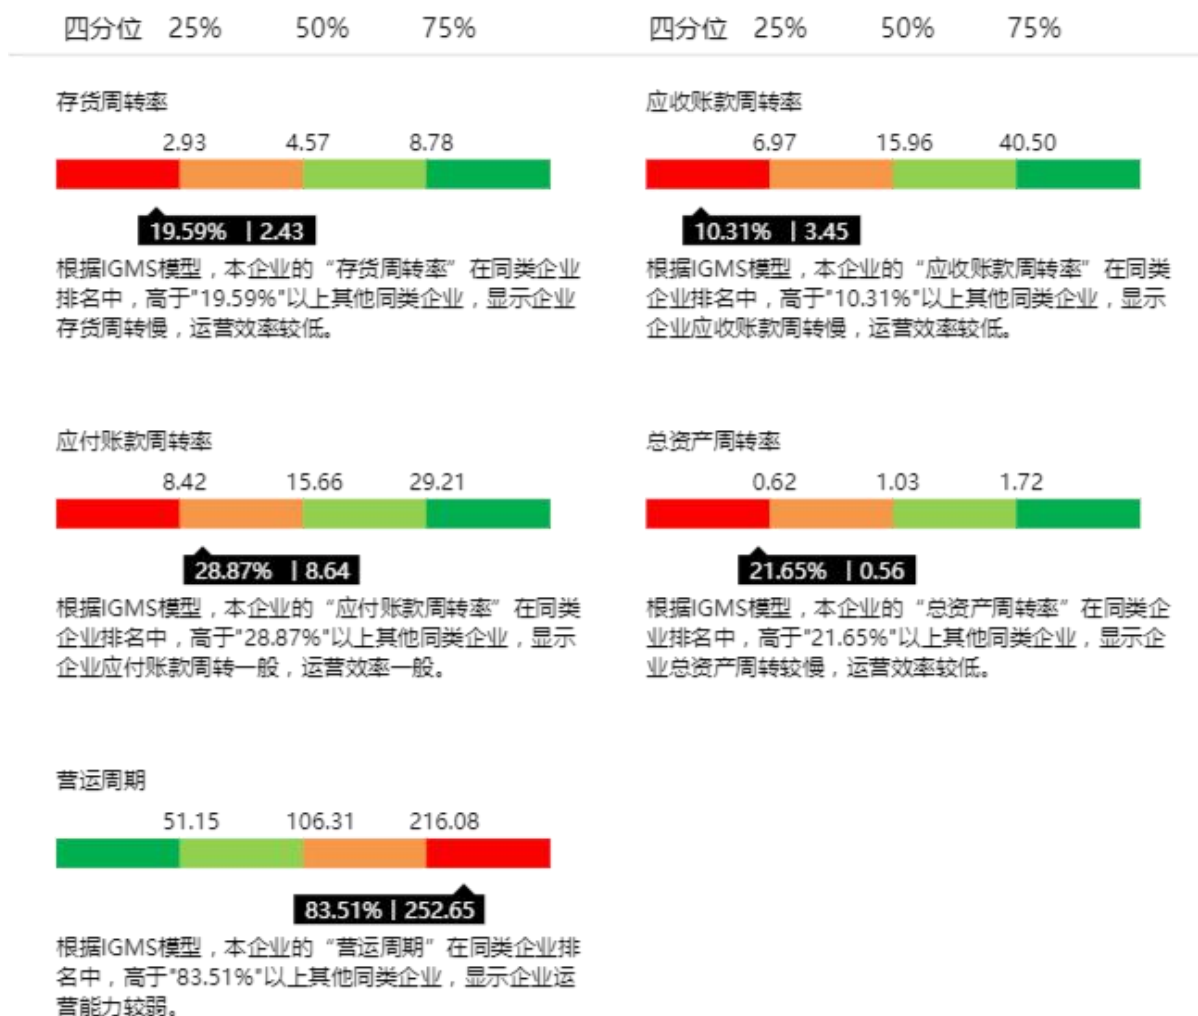 四分位 25% 50% 75%
四分位 25% 50% 75%
存货周转率
2.93 4.57 8.78
19.59% | 2.43
根据IGMS模型，本企业的“存货周转率”在同类企业
排名中，高于"19.59%"以上其他同类企业，显示企业
存货周转慢，运营效率较低。
应收账款周转率
6.97 15.96 40.50
10.31% | 3.45
根据IGMS模型，本企业的“应收账款周转率”在同类
企业排名中，高于"10.31%"以上其他同类企业，显示
企业应收账款周转慢，运营效率较低。
应付账款周转率
8.42 15.66 29.21
28.87% | 8.64
根据IGMS模型，本企业的“应付账款周转率”在同类
企业排名中，高于"28.87%"以上其他同类企业，显示
企业应付账款周转一般，运营效率一般。
总资产周转率
0.62 1.03 1.72
21.65% | 0.56
根据IGMS模型，本企业的“总资产周转率”在同类企
业排名中，高于"21.65%"以上其他同类企业，显示企
业总资产周转较慢，运营效率较低。
营运周期
51.15 106.31 216.08
83.51% | 252.65
根据IGMS模型，本企业的“营运周期”在同类企业排
名中，高于"83.51%"以上其他同类企业，显示企业运
营能力较弱。